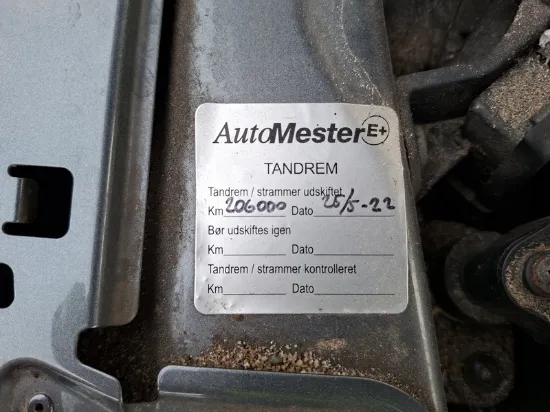 AutoMester E+
TANDREM
Tandrem / strammer udskiftet
Km 206000 Dato 25/5-22
Bør udskiftes igen
Km Dato
Tandrem / strammer kontrolleret
Km Dato